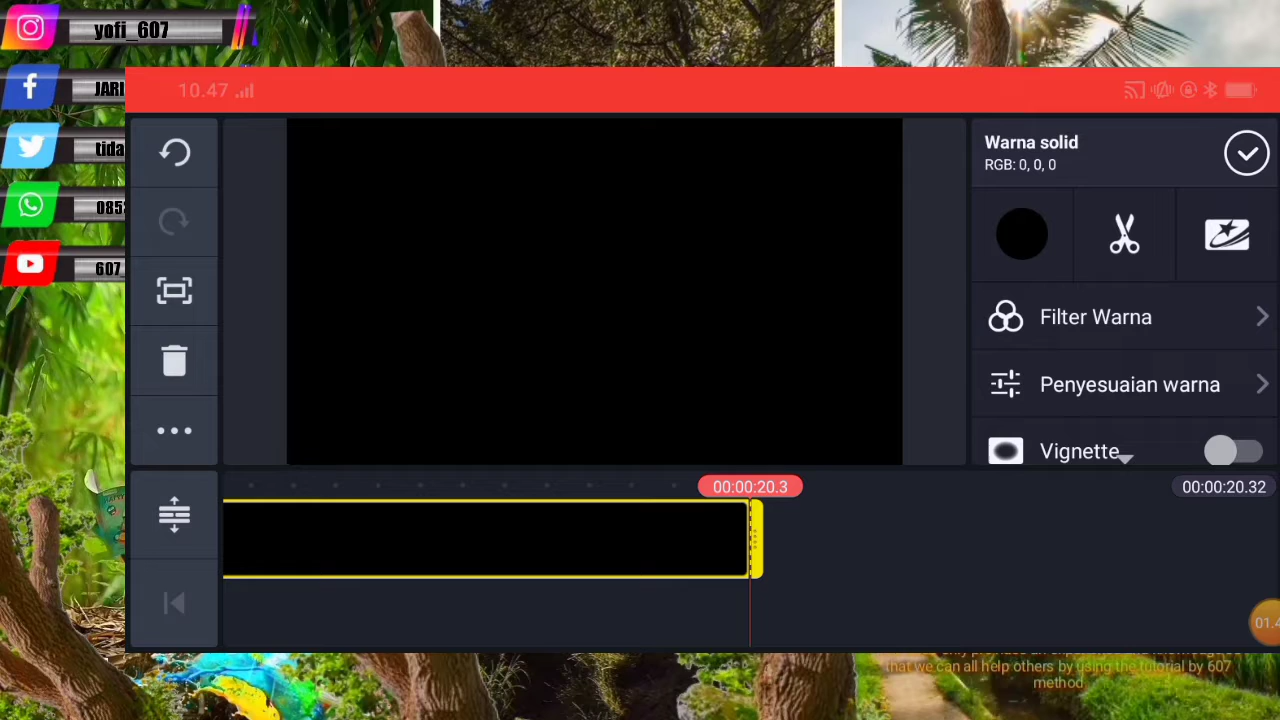 yofi_607
JARI
tida
085
607
10.47
Warna solid
RGB: 0, 0, 0
Filter Warna
Penyesuaian warna
Vignette
00:00:20.3
00:00:20.32
01.4
that we can all help others by using the tutorial by 607
method